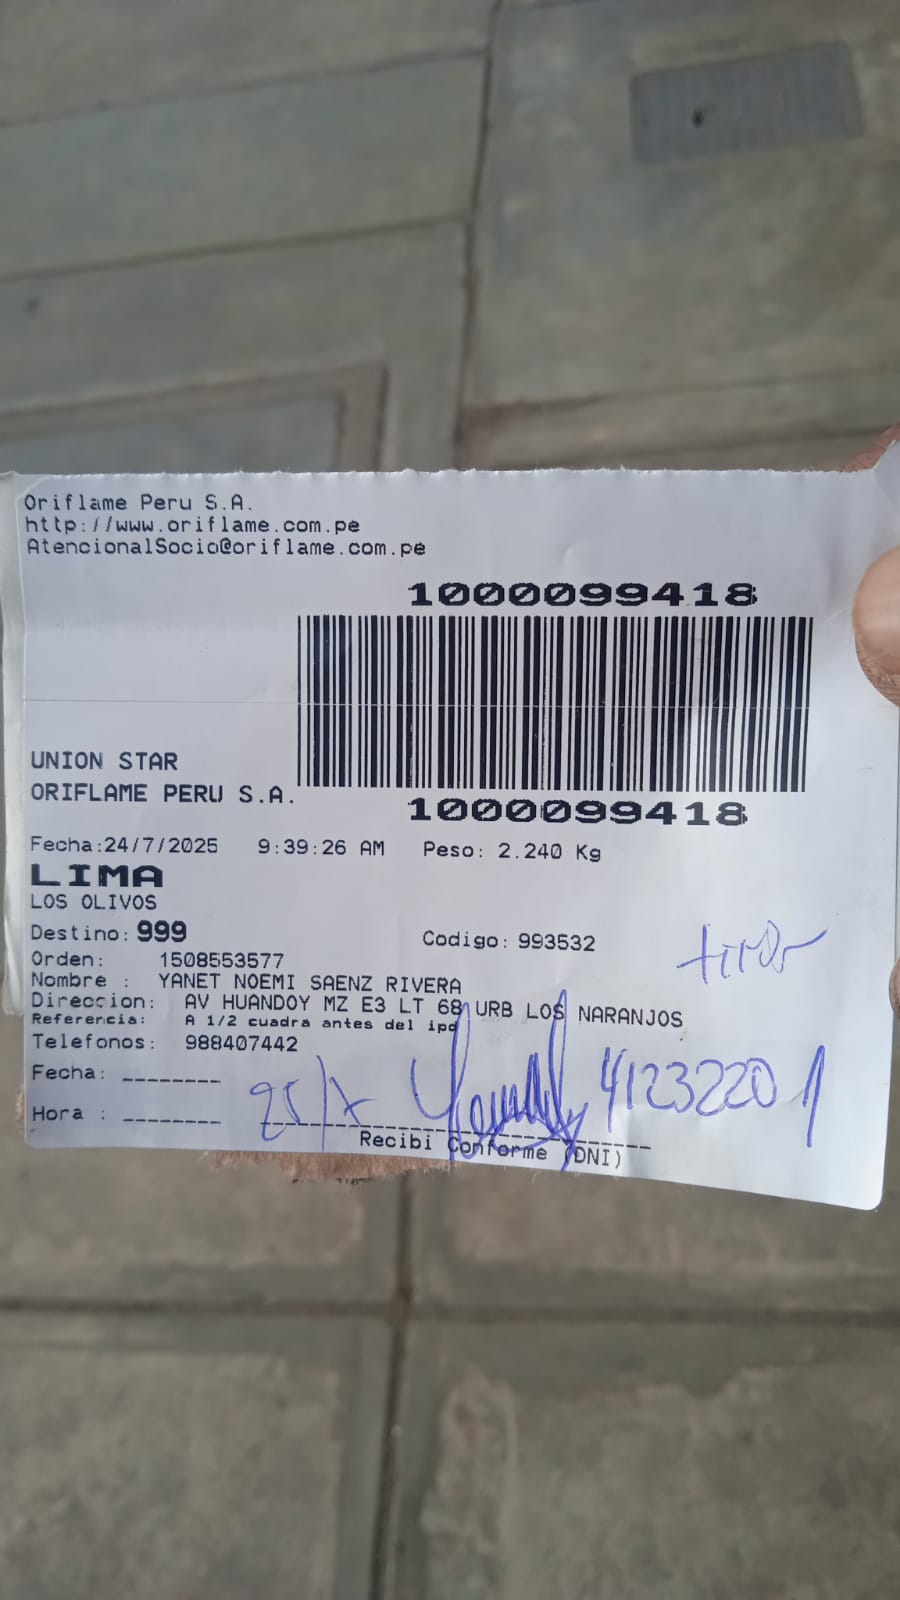 Oriflame Peru S.A.
http://www.oriflame.com.pe
AtencionalSocio@oriflame.com.pe
1000099418
UNION STAR
ORIFLAME PERU S.A.
1000099418
Fecha:24/7/2025 9:39:26 AM Peso: 2.240 Kg
LIMA
LOS OLIVOS
Destino: 999 Codigo: 993532
Orden: 1508553577
Nombre : YANET NOEMI SAENZ RIVERA
Direccion: AV HUANDOY MZ E3 LT 68 URB LOS NARANJOS
Referencia: A 1/2 cuadra antes del ipd
Telefonos: 988407442
Fecha: ________
Hora : ________
25/7 41232201
Recibi Conforme (DNI)